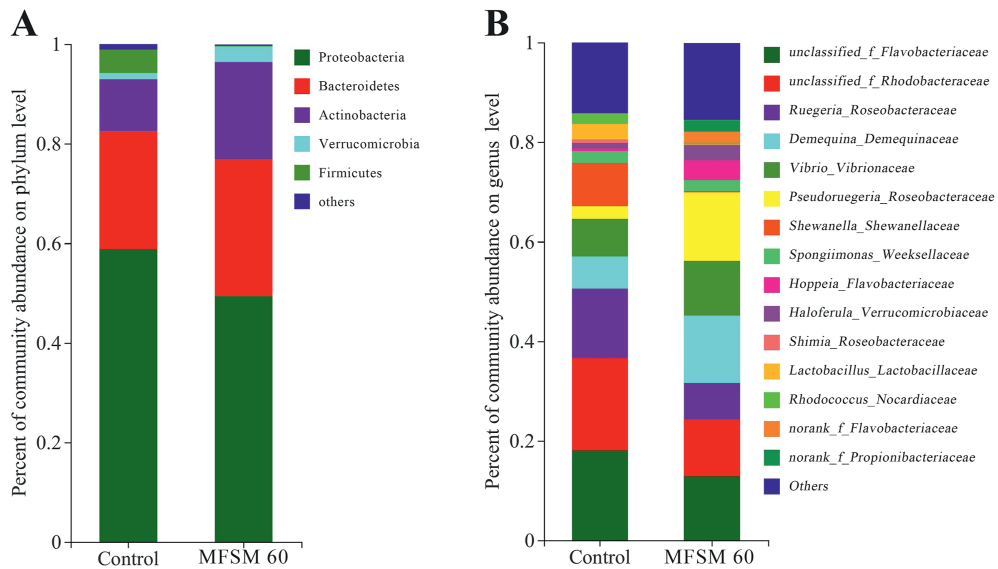 A
Percent of community abundance on phylum level
1
0.8
0.6
0.4
0.2
0
Control
MFSM 60
Proteobacteria
Bacteroidetes
Actinobacteria
Verrucomicrobia
Firmicutes
others
B
Percent of community abundance on genus level
1
0.8
0.6
0.4
0.2
0
Control
MFSM 60
unclassified_f_Flavobacteriaceae
unclassified_f_Rhodobacteraceae
Ruegeria_Roseobacteraceae
Demequina_Demequinaceae
Vibrio_Vibrionaceae
Pseudoruegeria_Roseobacteraceae
Shewanella_Shewanellaceae
Spongiimonas_Weeksellaceae
Hoppeia_Flavobacteriaceae
Haloferula_Verrucomicrobiaceae
Shimia_Roseobacteraceae
Lactobacillus_Lactobacillaceae
Rhodococcus_Nocardiaceae
norank_f_Flavobacteriaceae
norank_f_Propionibacteriaceae
Others